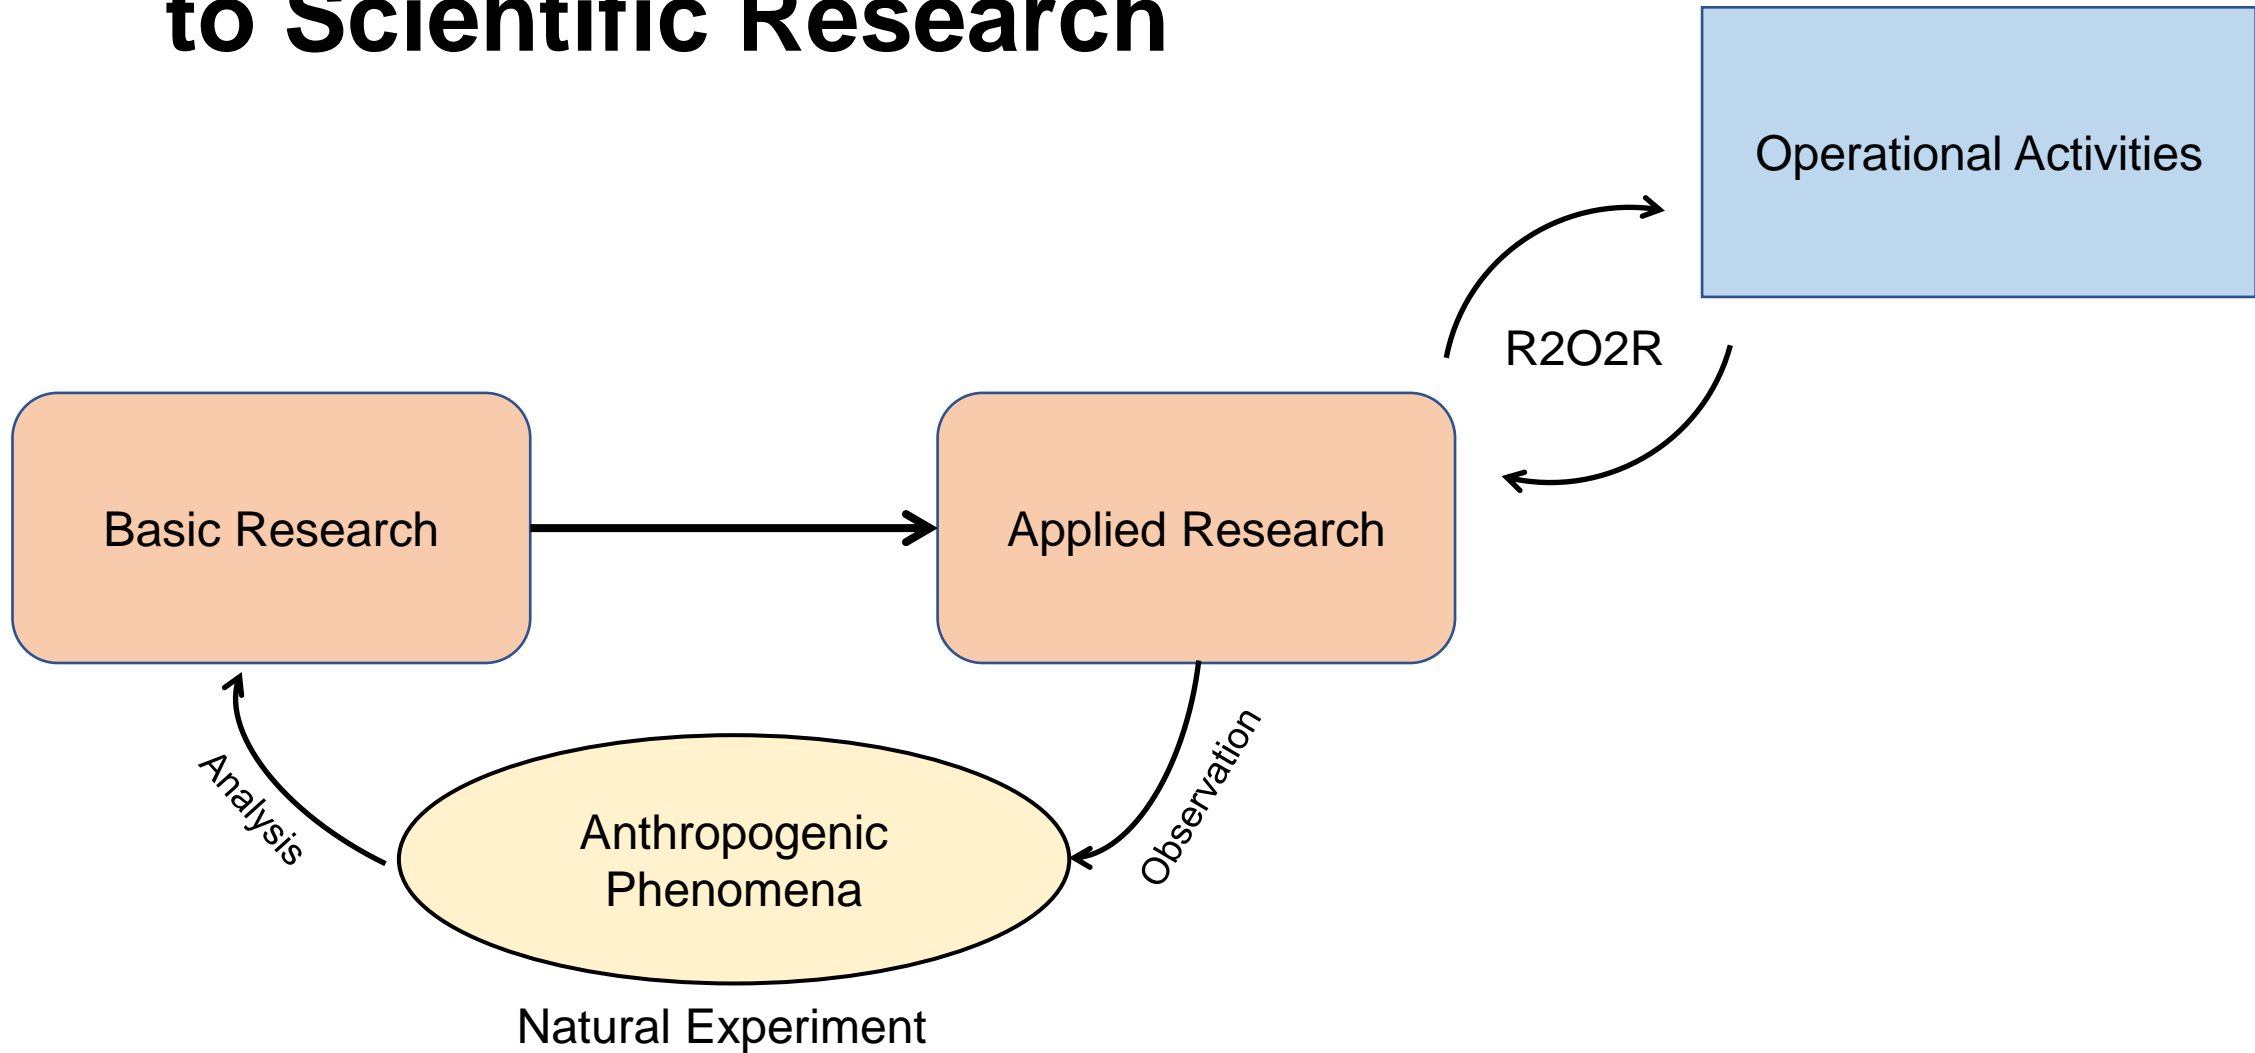 to Scientific Research
Operational Activities
R2O2R
Basic Research
Applied Research
Analysis
Observation
Anthropogenic
Phenomena
Natural Experiment